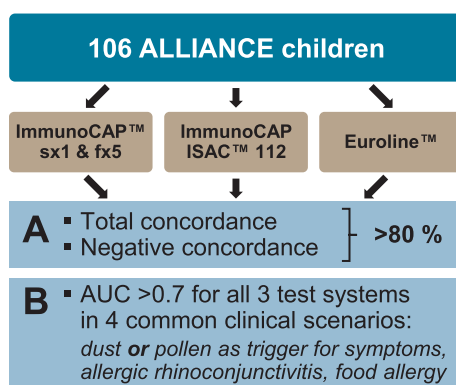 106 ALLIANCE children
ImmunoCAP™
sx1 & fx5
ImmunoCAP
ISAC™ 112
Euroline™
A
▪ Total concordance
▪ Negative concordance
>80 %
B
▪ AUC >0.7 for all 3 test systems
in 4 common clinical scenarios:
dust or pollen as trigger for symptoms,
allergic rhinoconjunctivitis, food allergy